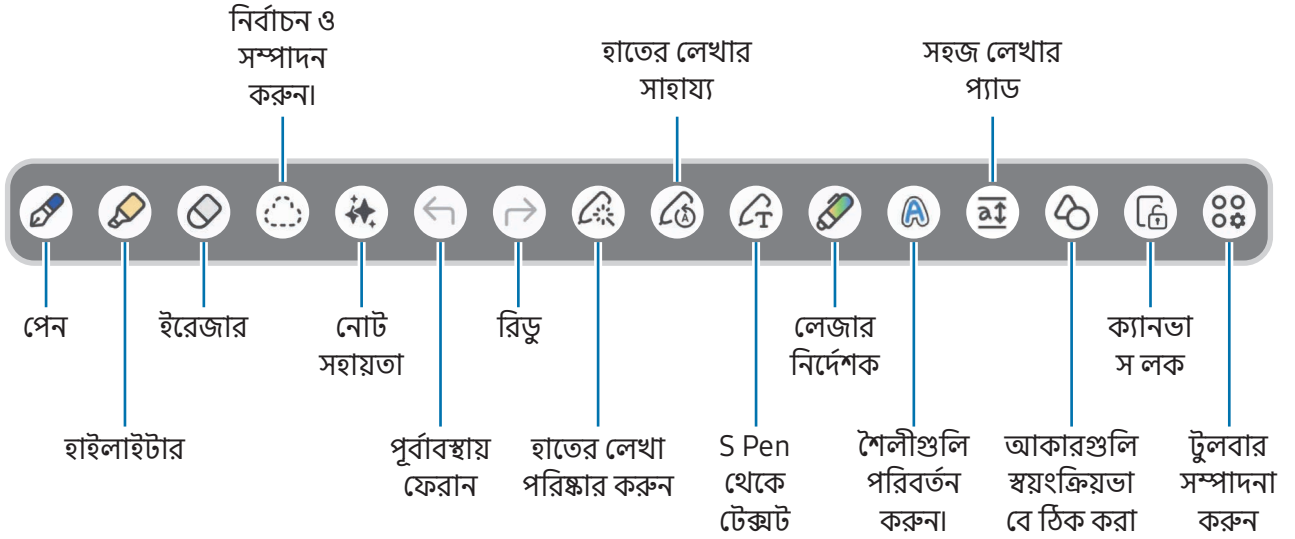 নির্বাচন ও
সম্পাদন
করুন।
হাতের লেখার
সাহায্য
সহজ লেখার
প্যাড
পেন
ইরেজার
নোট
সহায়তা
রিডু
লেজার
নির্দেশক
ক্যানভা
স লক
হাইলাইটার
পূর্বাবস্থায়
ফেরান
হাতের লেখা
পরিষ্কার করুন
S Pen
থেকে
টেক্সট
শৈলীগুলি
পরিবর্তন
করুন।
আকারগুলি
স্বয়ংক্রিয়ভা
বে ঠিক করা
টুলবার
সম্পাদনা
করুন